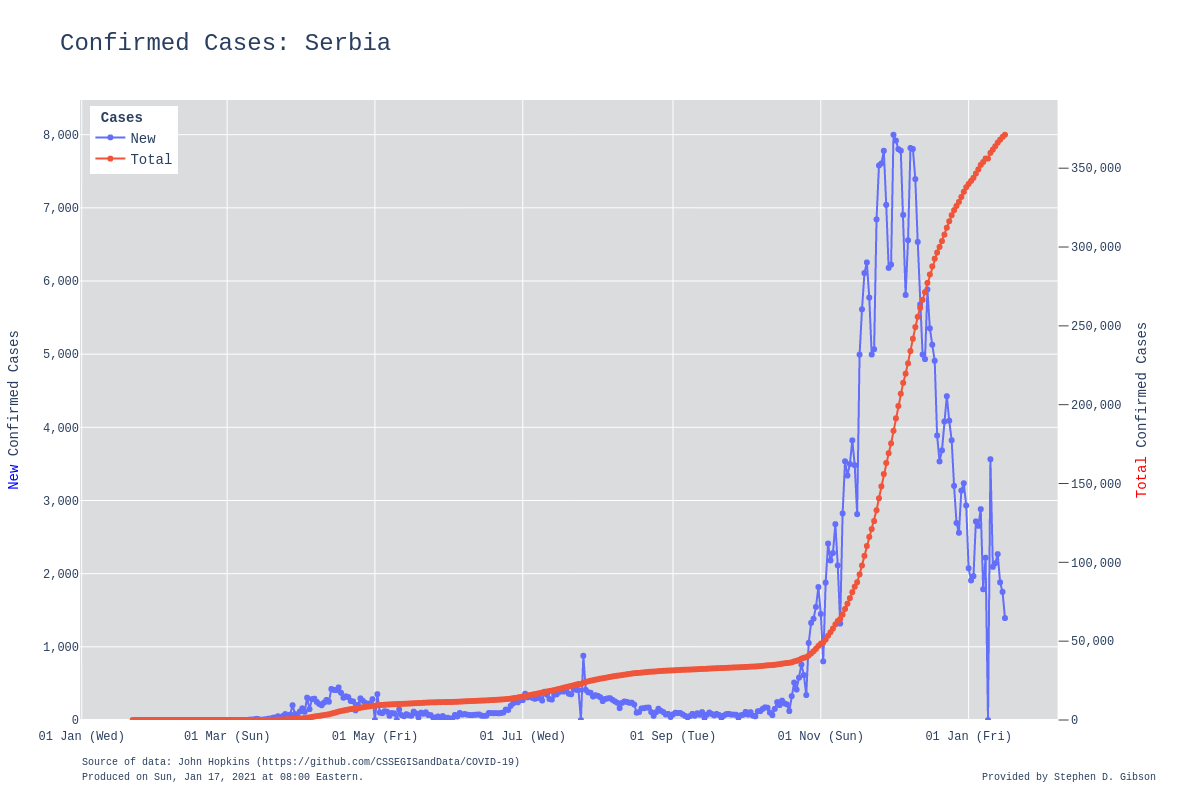 Confirmed Cases: Serbia
Cases
New
Total
8,000
7,000
6,000
5,000
4,000
3,000
2,000
1,000
0
New Confirmed Cases
350,000
300,000
250,000
200,000
150,000
100,000
50,000
0
Total Confirmed Cases
01 Jan (Wed) 01 Mar (Sun) 01 May (Fri) 01 Jul (Wed) 01 Sep (Tue) 01 Nov (Sun) 01 Jan (Fri)
Source of data: John Hopkins (https://github.com/CSSEGISandData/COVID-19)
Produced on Sun, Jan 17, 2021 at 08:00 Eastern.
Provided by Stephen D. Gibson